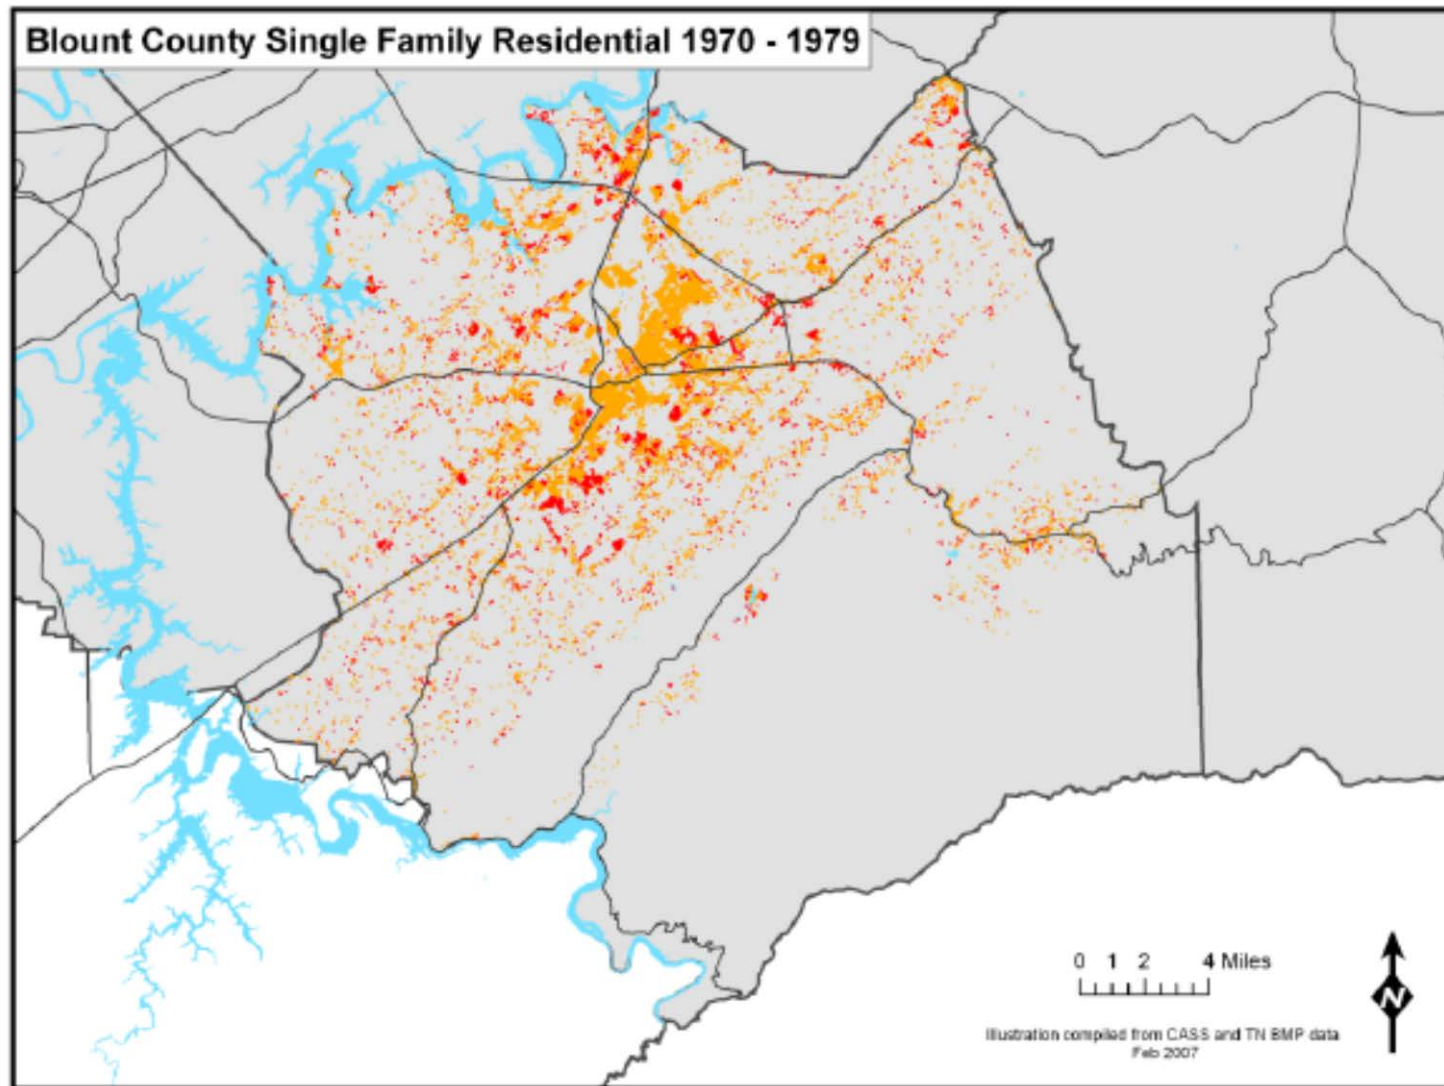 Blount County Single Family Residential 1970 - 1979
0 1 2 4 Miles
N
Illustration compiled from CASS and TN BMP data
Feb 2007